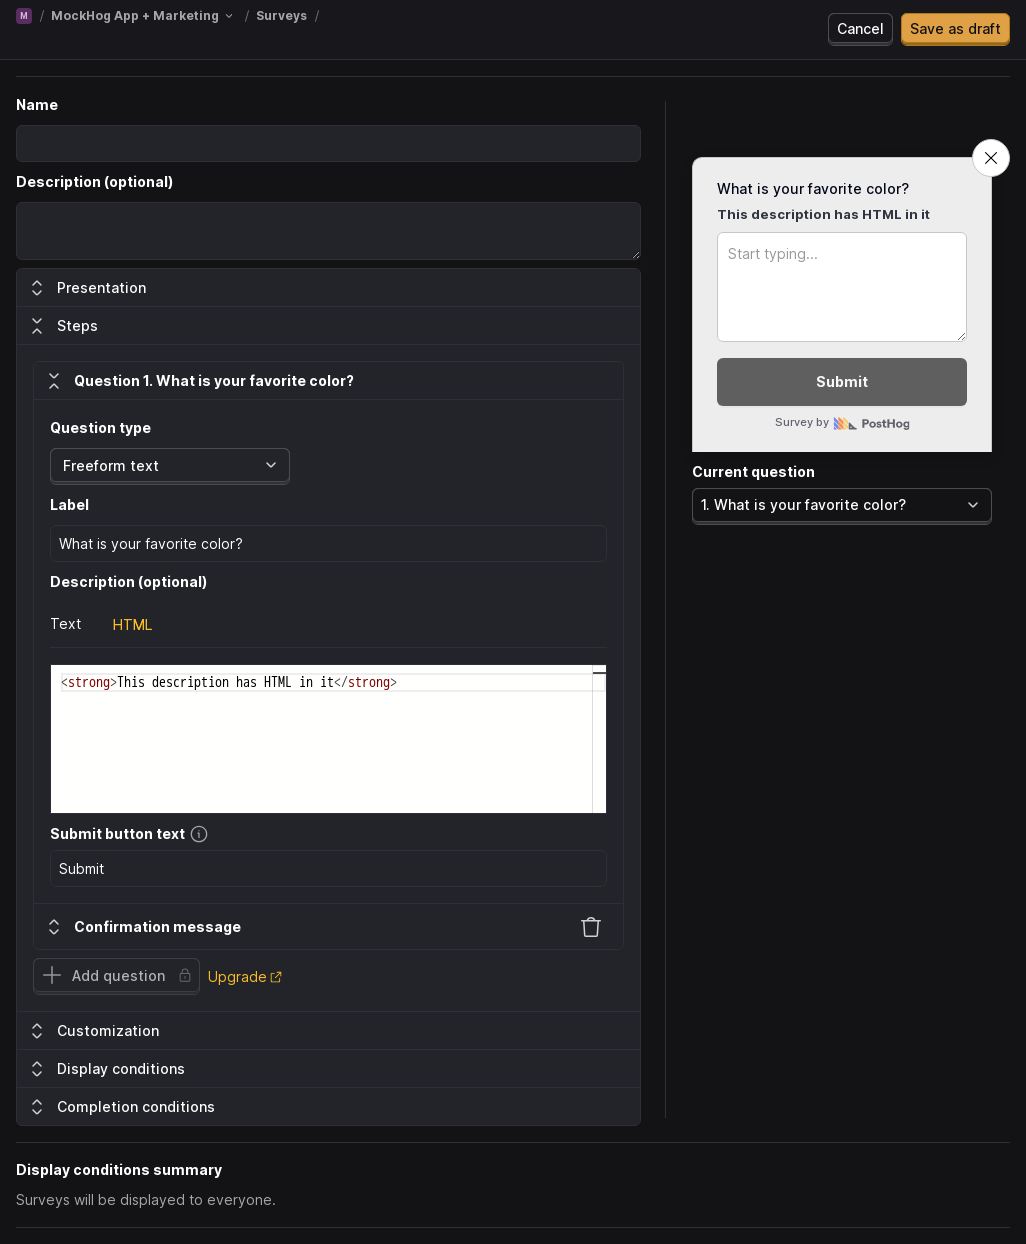 M / MockHog App + Marketing / Surveys /
Cancel
Save as draft
Name
Description (optional)
Presentation
Steps
Question 1. What is your favorite color?
Question type
Freeform text
Label
What is your favorite color?
Description (optional)
Text HTML
<strong>This description has HTML in it</strong>
Submit button text
Submit
Confirmation message
Add question
Upgrade
Customization
Display conditions
Completion conditions
What is your favorite color?
This description has HTML in it
Start typing...
Submit
Survey by PostHog
Current question
1. What is your favorite color?
Display conditions summary
Surveys will be displayed to everyone.